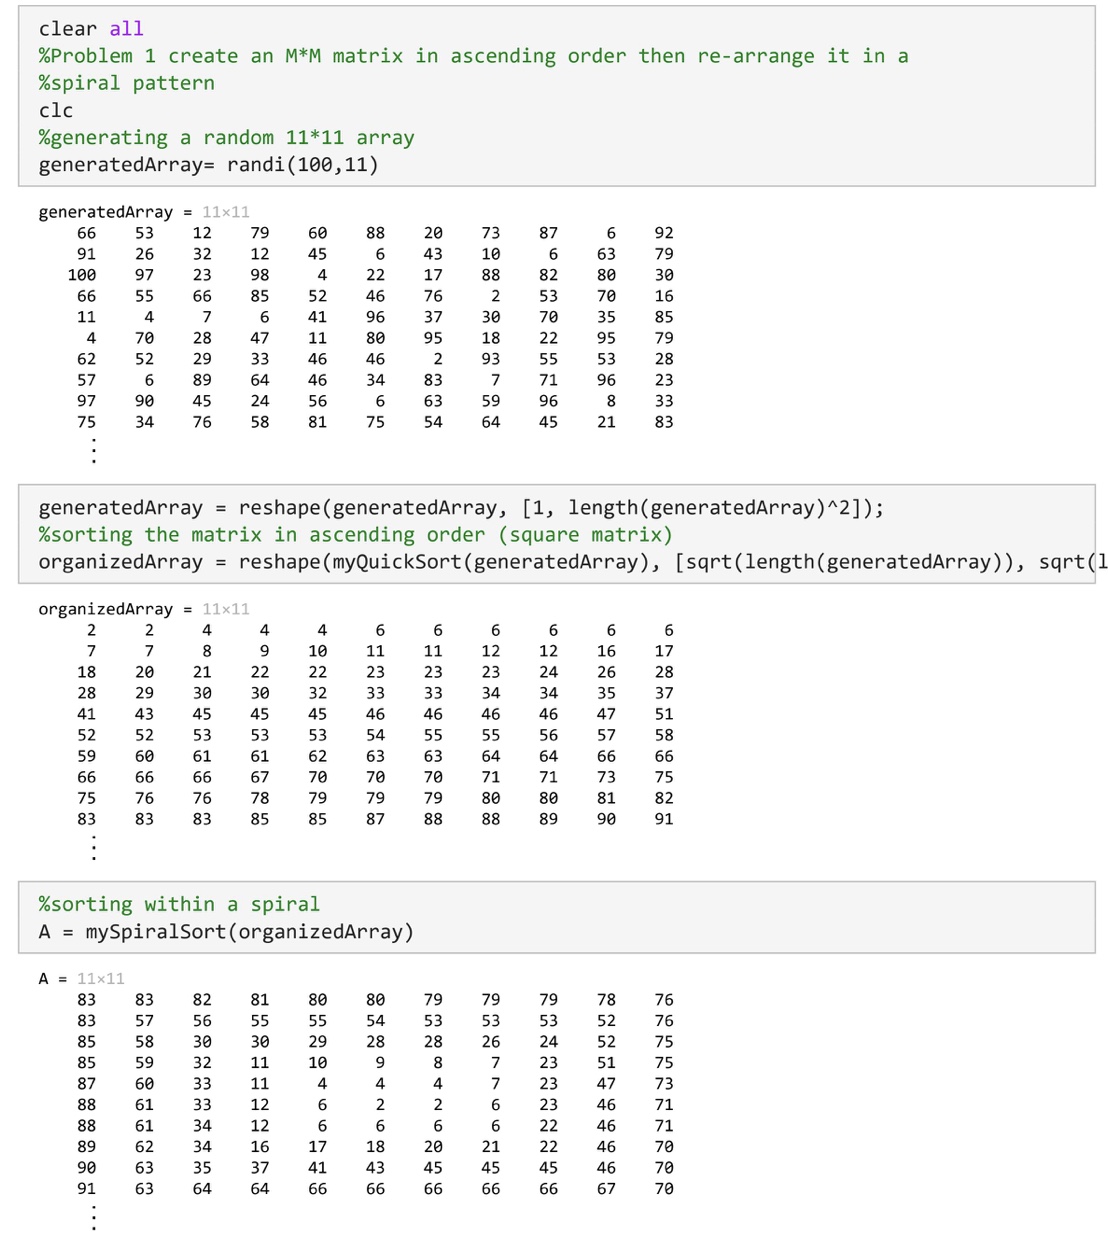 clear all
%Problem 1 create an M*M matrix in ascending order then re-arrange it in a
%spiral pattern
clc
%generating a random 11*11 array
generatedArray= randi(100,11)
generatedArray = 11×11
66 53 12 79 60 88 20 73 87 6 92
91 26 32 12 45 6 43 10 6 63 79
100 97 23 98 4 22 17 88 82 80 30
66 55 66 85 52 46 76 2 53 70 16
11 4 7 6 41 96 37 30 70 35 85
4 70 28 47 11 80 95 18 22 95 79
62 52 29 33 46 46 2 93 55 53 28
57 6 89 64 46 34 83 7 71 96 23
97 90 45 24 56 6 63 59 96 8 33
75 34 76 58 81 75 54 64 45 21 83
⋮
generatedArray = reshape(generatedArray, [1, length(generatedArray)^2]);
%sorting the matrix in ascending order (square matrix)
organizedArray = reshape(myQuickSort(generatedArray), [sqrt(length(generatedArray)), sqrt(l
organizedArray = 11×11
2 2 4 4 4 6 6 6 6 6 6
7 7 8 9 10 11 11 12 12 16 17
18 20 21 22 22 23 23 23 24 26 28
28 29 30 30 32 33 33 34 34 35 37
41 43 45 45 45 46 46 46 46 47 51
52 52 53 53 53 54 55 55 56 57 58
59 60 61 61 62 63 63 64 64 66 66
66 66 66 67 70 70 70 71 71 73 75
75 76 76 78 79 79 79 80 80 81 82
83 83 83 85 85 87 88 88 89 90 91
⋮
%sorting within a spiral
A = mySpiralSort(organizedArray)
A = 11×11
83 83 82 81 80 80 79 79 79 78 76
83 57 56 55 55 54 53 53 53 52 76
85 58 30 30 29 28 28 26 24 52 75
85 59 32 11 10 9 8 7 23 51 75
87 60 33 11 4 4 4 7 23 47 73
88 61 33 12 6 2 2 6 23 46 71
88 61 34 12 6 6 6 6 22 46 71
89 62 34 16 17 18 20 21 22 46 70
90 63 35 37 41 43 45 45 45 46 70
91 63 64 64 66 66 66 66 66 67 70
⋮